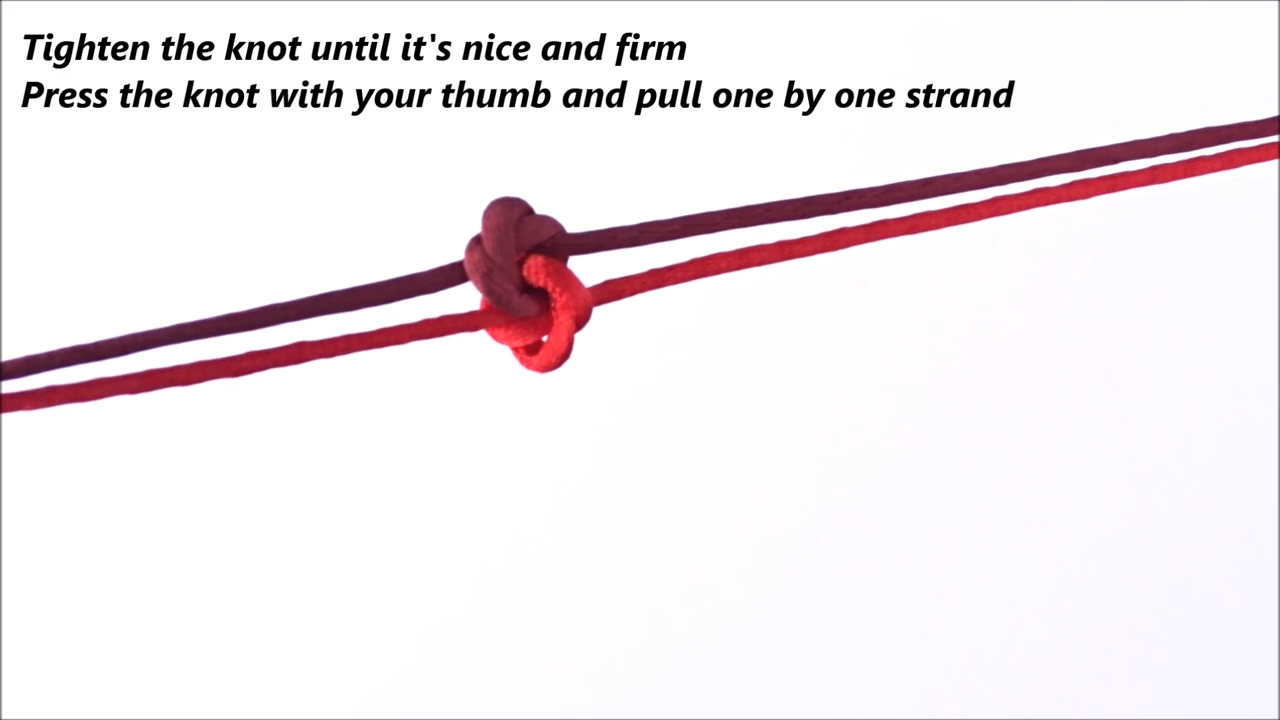 Tighten the knot until it's nice and firm
Press the knot with your thumb and pull one by one strand